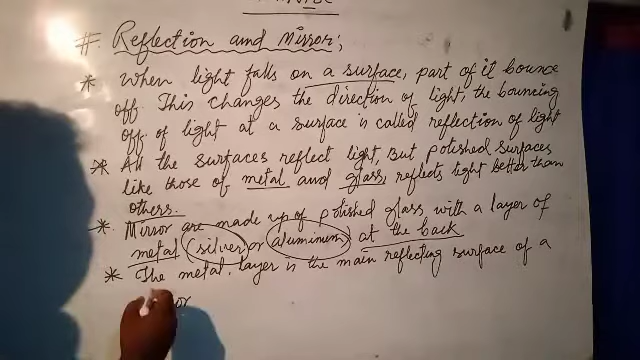 #. Reflection and Mirror;
* When light falls on a surface, part of it bounce
off. This changes the direction of light, the bouncing
off of light at a surface is called reflection of light
* All the surfaces reflect light, But polished surfaces
like those of metal and glass, reflects light better than
others.
* Mirror are made up of polished glass with a layer of
metal (silver) or aluminum) at the back
* The metal layer is the main reflecting surface of a